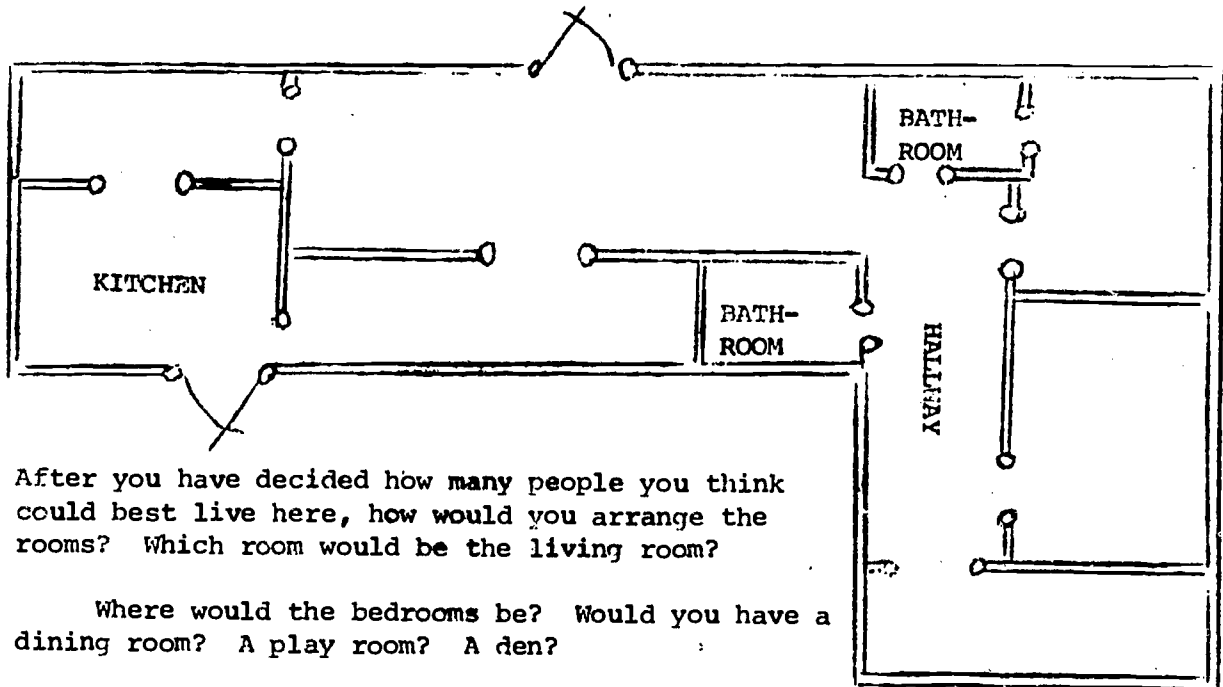 BATH-
ROOM
KITCHEN
BATH-
ROOM
HALLWAY
After you have decided how many people you think
could best live here, how would you arrange the
rooms? Which room would be the living room?
Where would the bedrooms be? Would you have a
dining room? A play room? A den?